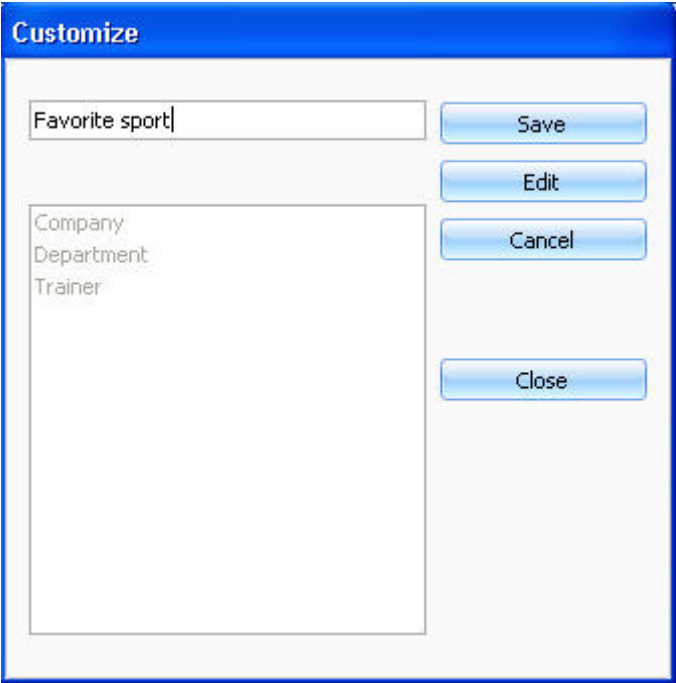 Customize
Favorite sport
Save
Edit
Company
Department
Trainer
Cancel
Close